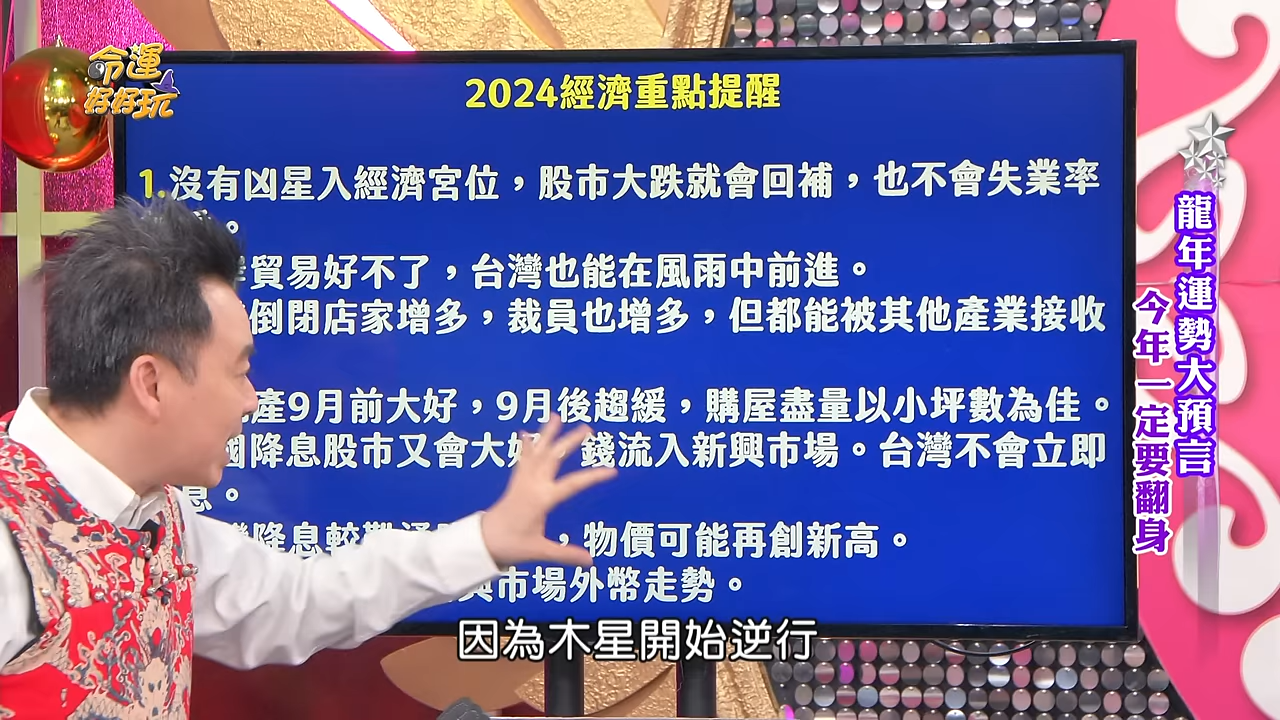 命運
好好玩
2024經濟重點提醒
1.沒有凶星入經濟宮位，股市大跌就會回補，也不會失業率
。
貿易好不了，台灣也能在風雨中前進。
倒閉店家增多，裁員也增多，但都能被其他產業接收
產9月前大好，9月後趨緩，購屋盡量以小坪數為佳。
國降息股市又會大好，錢流入新興市場。台灣不會立即
息。
降息較難通，物價可能再創新高。
興市場外幣走勢。
龍年運勢大預言
今年一定要翻身
因為木星開始逆行